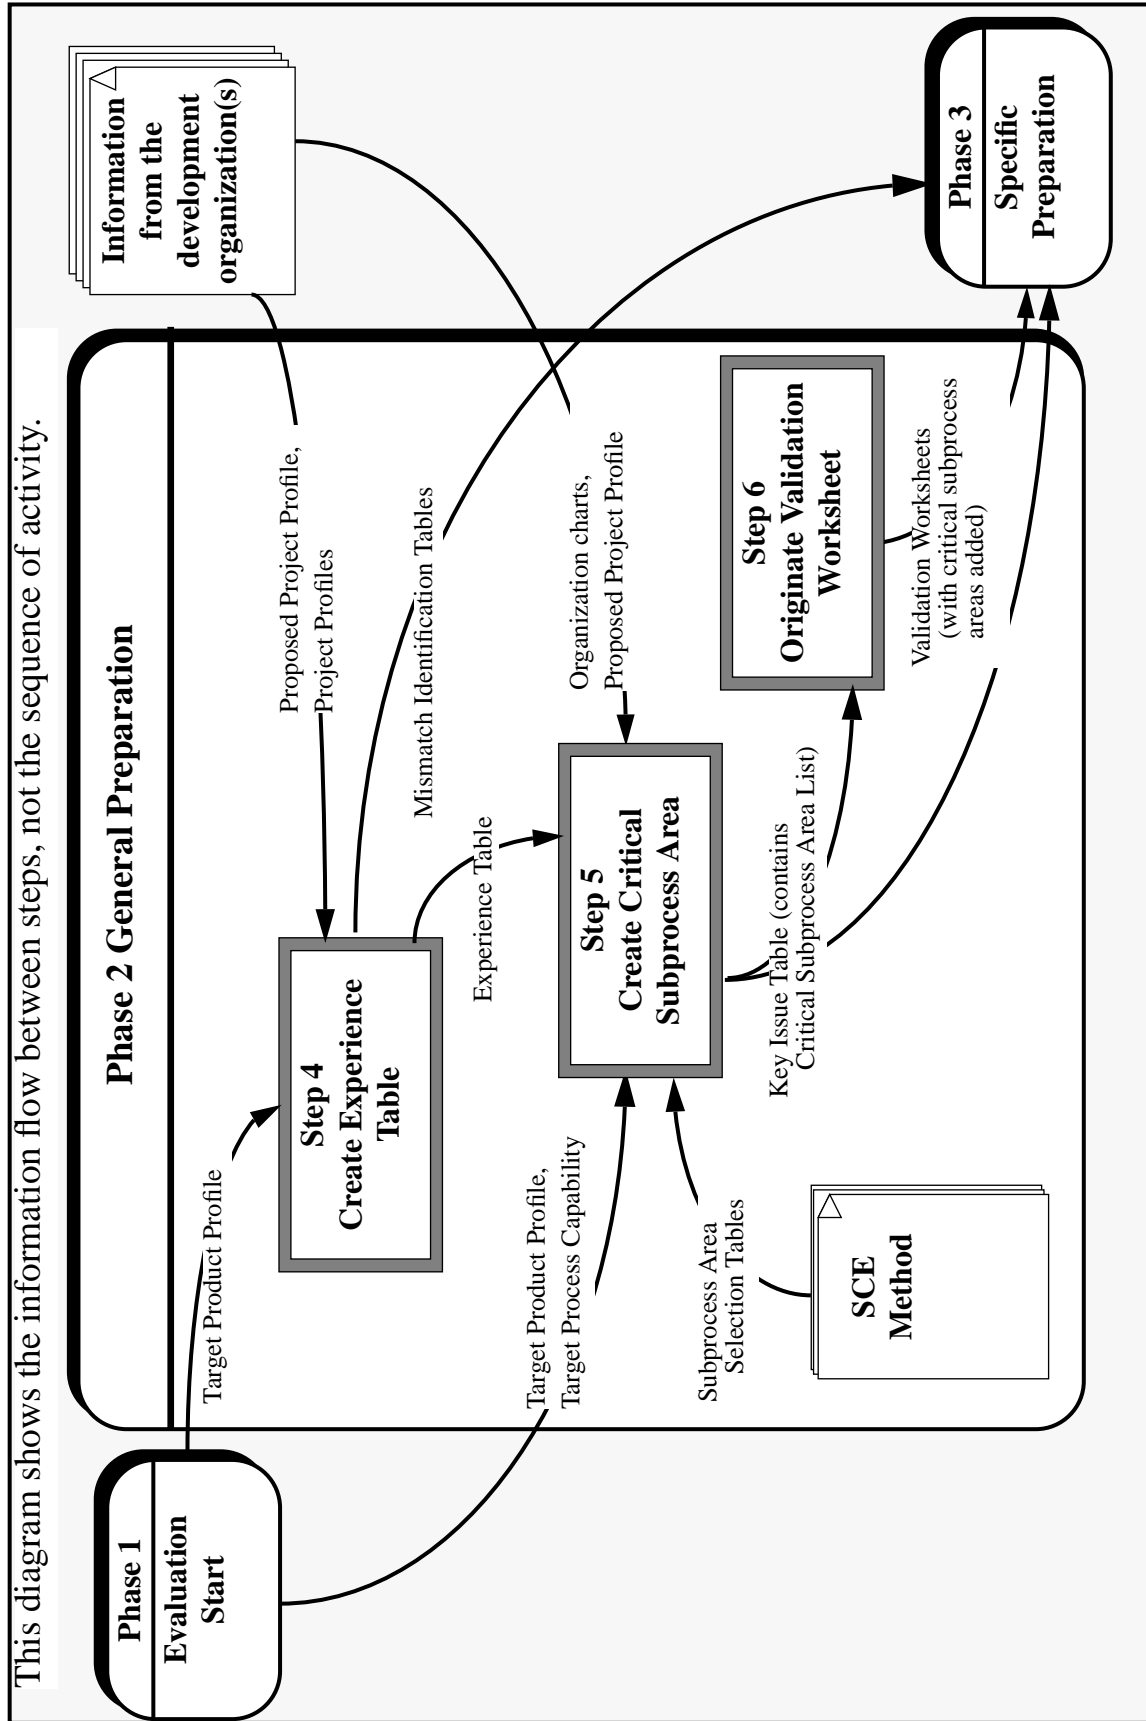 This diagram shows the information flow between steps, not the sequence of activity.
Phase 1
Evaluation
Start
Phase 2 General Preparation
Information
from the
development
organization(s)
Target Product Profile
Proposed Project Profile,
Project Profiles
Step 4
Create Experience
Table
Mismatch Identification Tables
Experience Table
Target Product Profile,
Target Process Capability
Organization charts,
Proposed Project Profile
Step 5
Create Critical
Subprocess Area
Subprocess Area
Selection Tables
SCE
Method
Key Issue Table (contains
Critical Subprocess Area List)
Step 6
Originate Validation
Worksheet
Validation Worksheets
(with critical subprocess
areas added)
Phase 3
Specific
Preparation